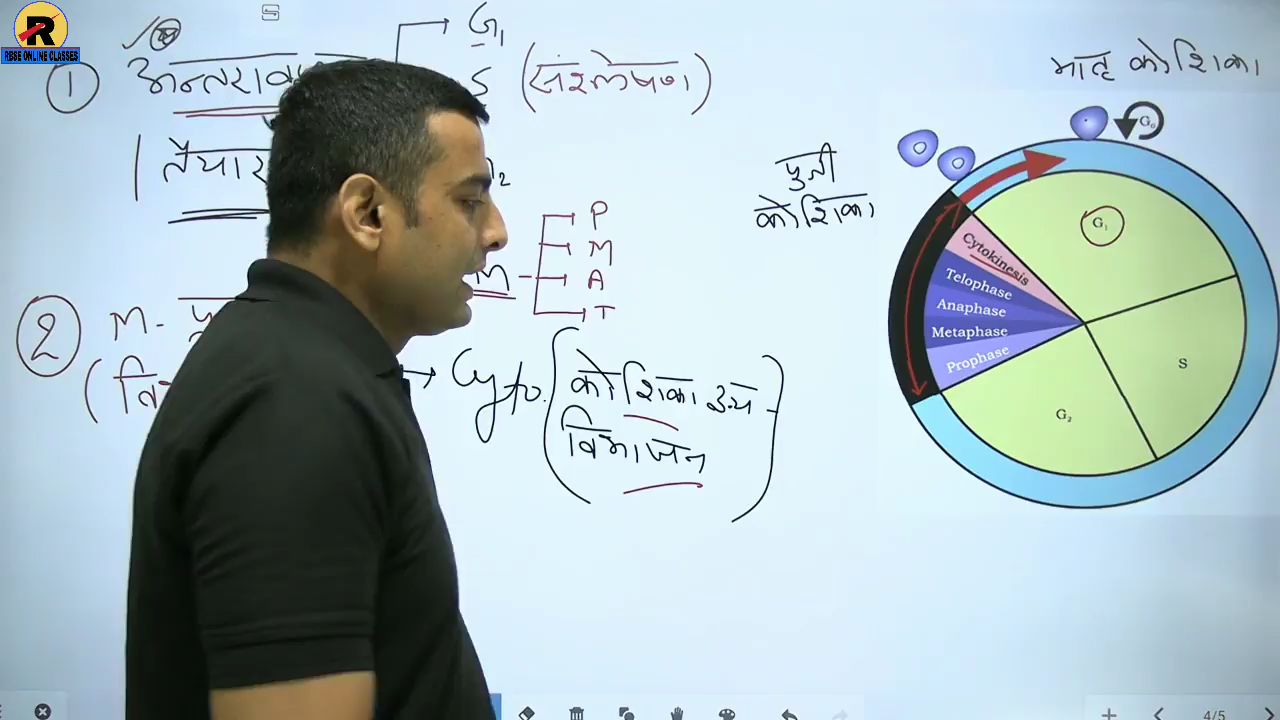 R
RBSE ONLINE CLASSES
① G₁
S (संश्लेषण)
तैयार
P
M
A
M
T
② M-
Cyto. (कोशिका द्रव्य
विभाजन)
मातृ कोशिका
पुत्री
कोशिका
G₀
G₁
Cytokinesis
Telophase
Anaphase
Metaphase
Prophase
S
G₂
4/5